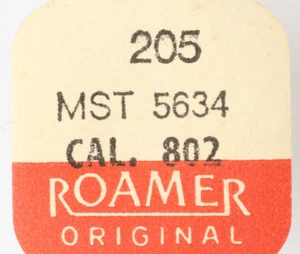 205
MST 5634
CAL. 802
ROAMER
ORIGINAL